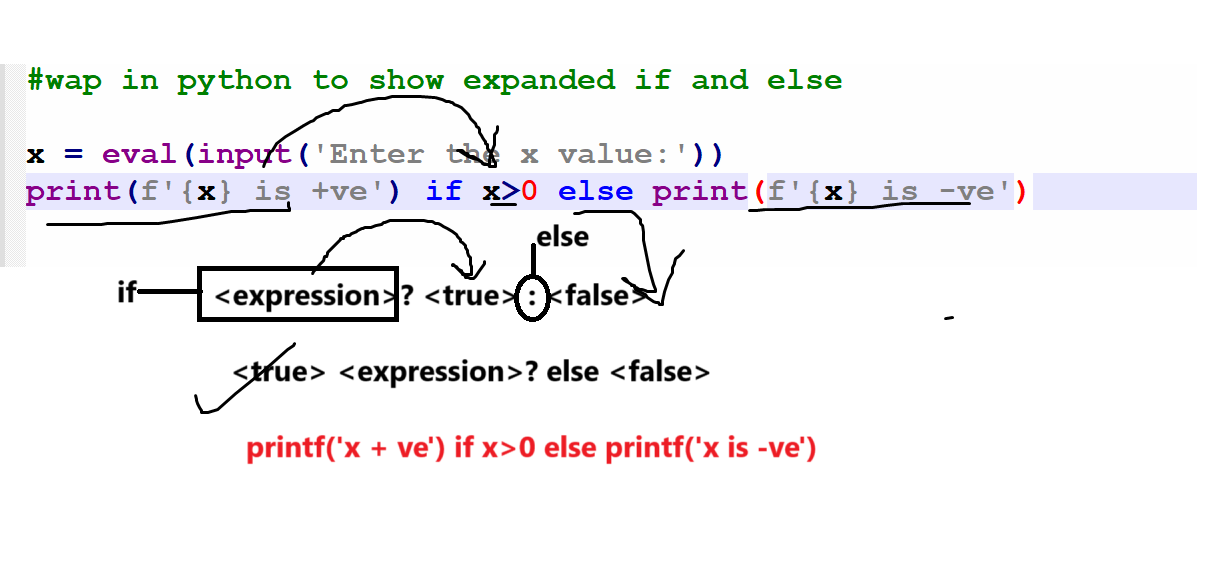 #wap in python to show expanded if and else
x = eval(input('Enter the x value:'))
print(f'{x} is +ve') if x>0 else print(f'{x} is -ve')
else
if <expression>? <true> : <false>
<true> <expression>? else <false>
printf('x + ve') if x>0 else printf('x is -ve')